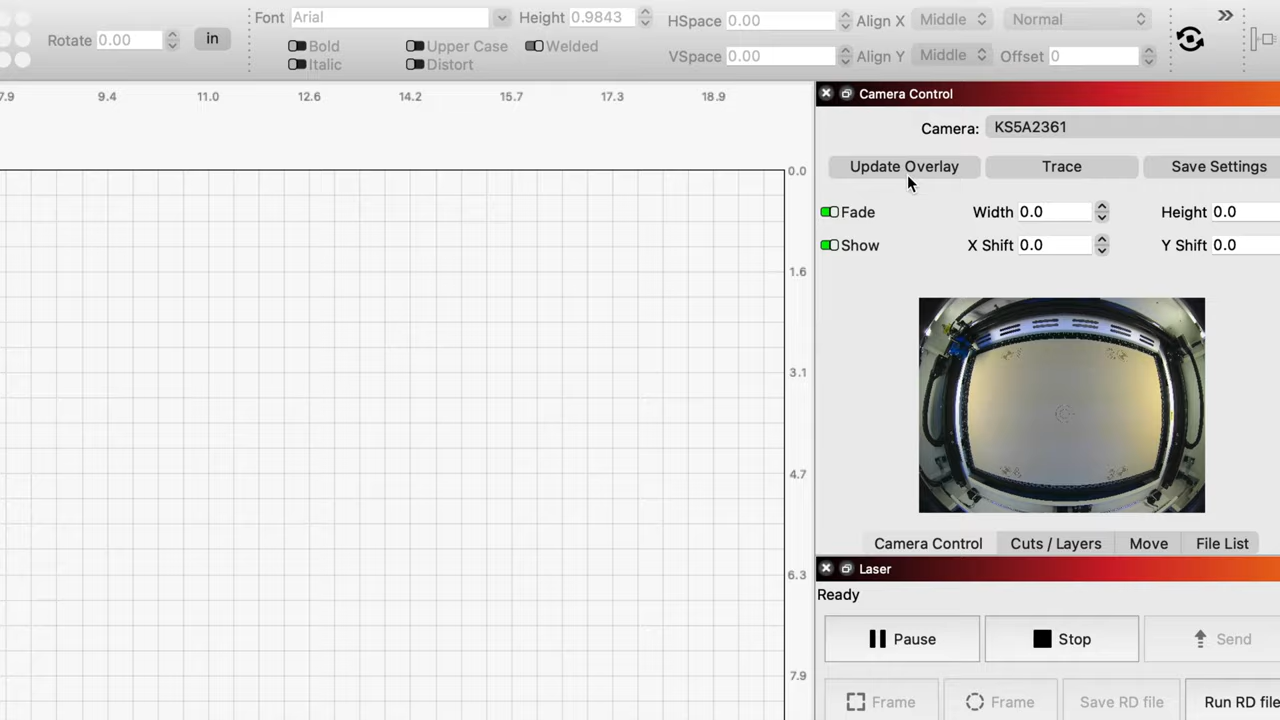 Font Arial Height 0.9843 HSpace 0.00 Align X Middle Normal
Rotate 0.00 in
Bold Upper Case Welded
Italic Distort
VSpace 0.00 Align Y Middle Offset 0
7.9 9.4 11.0 12.6 14.2 15.7 17.3 18.9
Camera Control
Camera: KS5A2361
Update Overlay Trace Save Settings
0.0
Fade Width 0.0 Height 0.0
Show X Shift 0.0 Y Shift 0.0
1.6
3.1
4.7
Camera Control Cuts / Layers Move File List
Laser
6.3
Ready
Pause Stop Send
7.9
Frame Frame Save RD file Run RD file